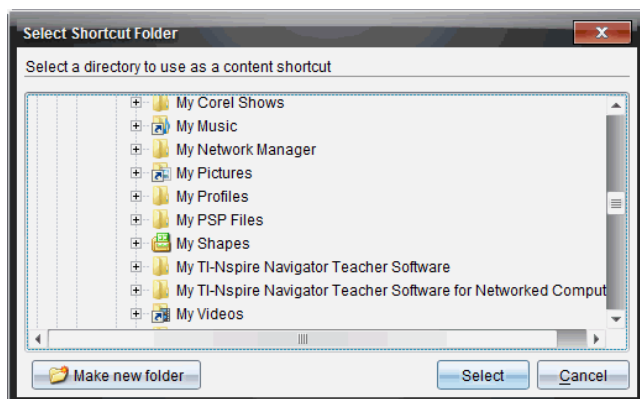 Select Shortcut Folder
Select a directory to use as a content shortcut
My Corel Shows
My Music
My Network Manager
My Pictures
My Profiles
My PSP Files
My Shapes
My TI-Nspire Navigator Teacher Software
My TI-Nspire Navigator Teacher Software for Networked Comput
My Videos
Make new folder
Select
Cancel